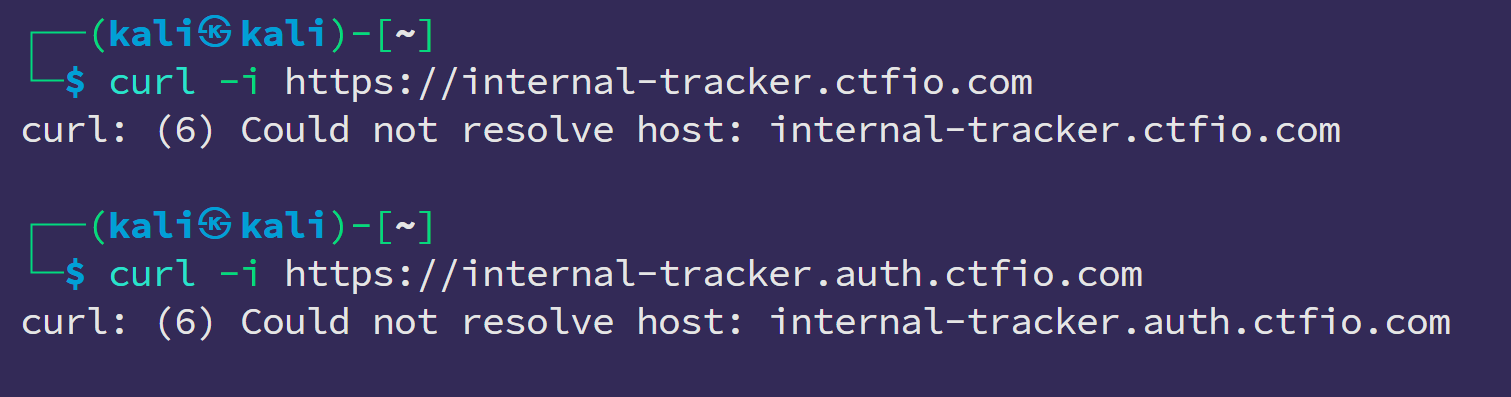 ┌──(kali㉿kali)-[~]
└─$ curl -i https://internal-tracker.ctfio.com
curl: (6) Could not resolve host: internal-tracker.ctfio.com
┌──(kali㉿kali)-[~]
└─$ curl -i https://internal-tracker.auth.ctfio.com
curl: (6) Could not resolve host: internal-tracker.auth.ctfio.com